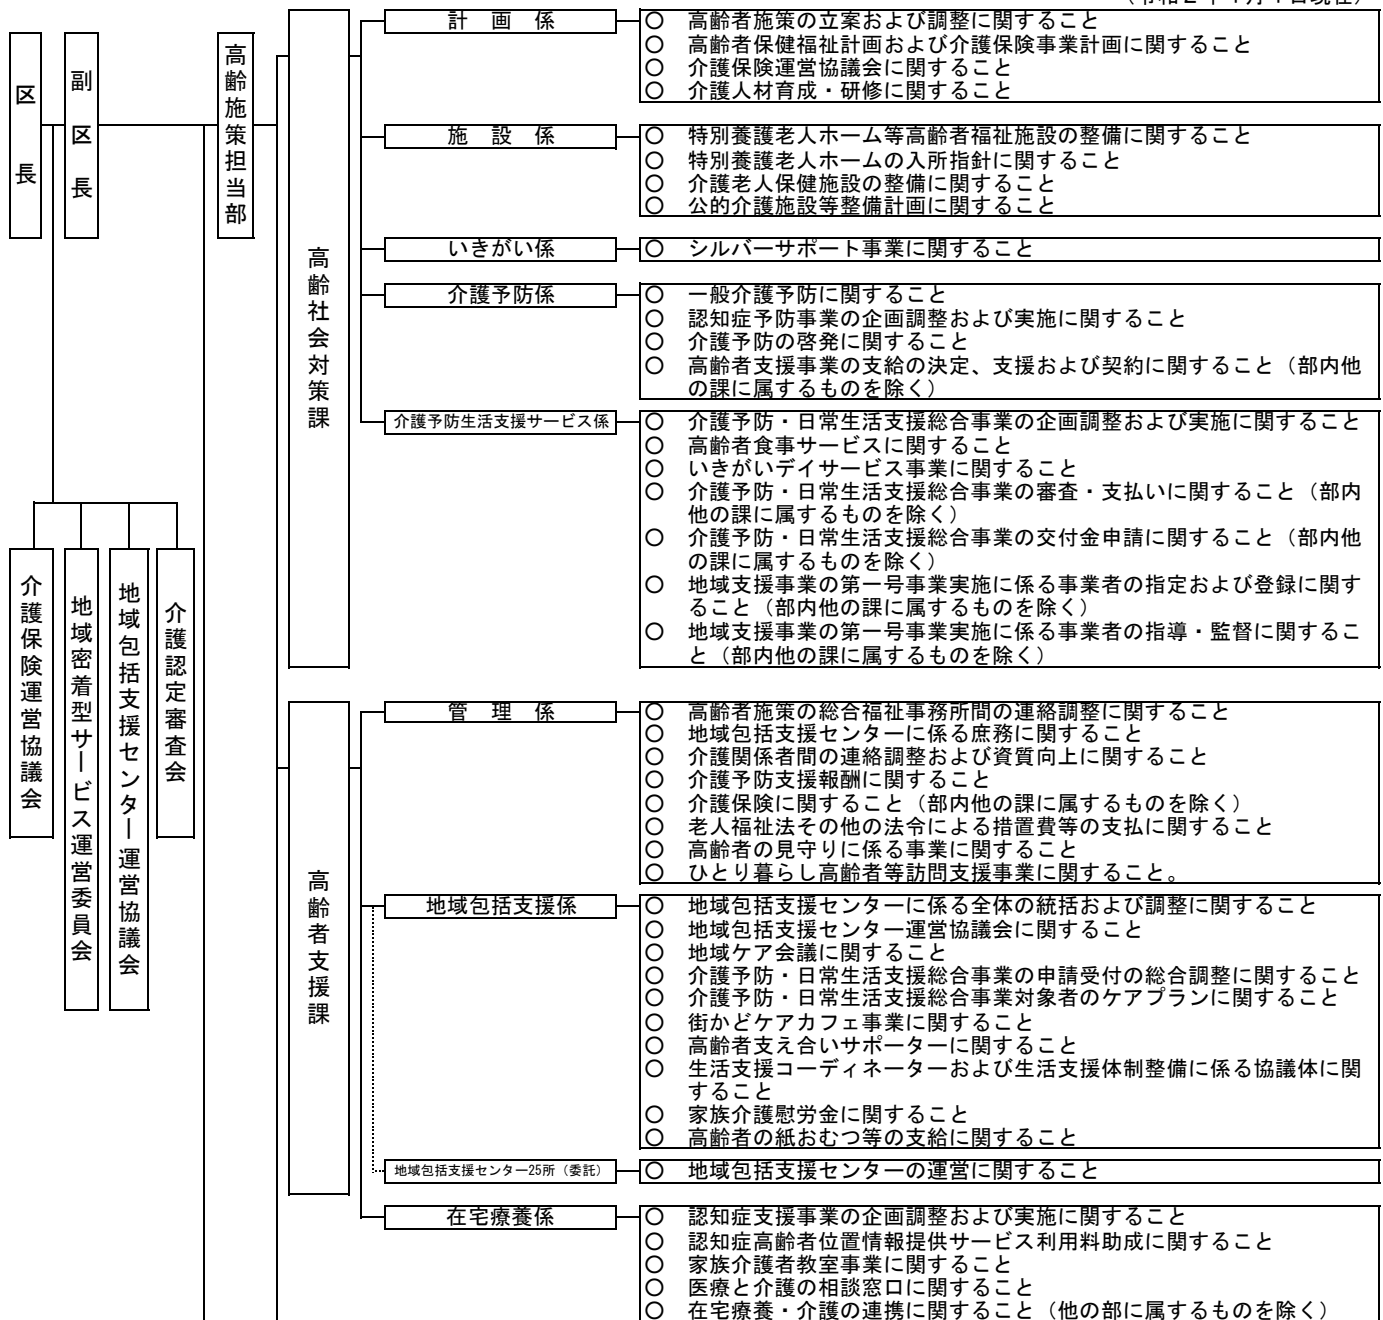 （令和２年４月１日現在）
区長
副区長
高齢施策担当部
介護保険運営協議会
地域密着型サービス運営委員会
地域包括支援センター運営協議会
介護認定審査会
高齢社会対策課
計　画　係
○　高齢者施策の立案および調整に関すること
○　高齢者保健福祉計画および介護保険事業計画に関すること
○　介護保険運営協議会に関すること
○　介護人材育成・研修に関すること
施　設　係
○　特別養護老人ホーム等高齢者福祉施設の整備に関すること
○　特別養護老人ホームの入所指針に関すること
○　介護老人保健施設の整備に関すること
○　公的介護施設等整備計画に関すること
いきがい係
○　シルバーサポート事業に関すること
介護予防係
○　一般介護予防に関すること
○　認知症予防事業の企画調整および実施に関すること
○　介護予防の啓発に関すること
○　高齢者支援事業の支給の決定、支援および契約に関すること（部内他
の課に属するものを除く）
介護予防生活支援サービス係
○　介護予防・日常生活支援総合事業の企画調整および実施に関すること
○　高齢者食事サービスに関すること
○　いきがいデイサービス事業に関すること
○　介護予防・日常生活支援総合事業の審査・支払いに関すること（部内
他の課に属するものを除く）
○　介護予防・日常生活支援総合事業の交付金申請に関すること（部内他
の課に属するものを除く）
○　地域支援事業の第一号事業実施に係る事業者の指定および登録に関す
ること（部内他の課に属するものを除く）
○　地域支援事業の第一号事業実施に係る事業者の指導・監督に関するこ
と（部内他の課に属するものを除く）
高齢者支援課
管　理　係
○　高齢者施策の総合福祉事務所間の連絡調整に関すること
○　地域包括支援センターに係る庶務に関すること
○　介護関係者間の連絡調整および資質向上に関すること
○　介護予防支援報酬に関すること
○　介護保険に関すること（部内他の課に属するものを除く）
○　老人福祉法その他の法令による措置費等の支払に関すること
○　高齢者の見守りに係る事業に関すること
○　ひとり暮らし高齢者等訪問支援事業に関すること。
地域包括支援係
○　地域包括支援センターに係る全体の統括および調整に関すること
○　地域包括支援センター運営協議会に関すること
○　地域ケア会議に関すること
○　介護予防・日常生活支援総合事業の申請受付の総合調整に関すること
○　介護予防・日常生活支援総合事業対象者のケアプランに関すること
○　街かどケアカフェ事業に関すること
○　高齢者支え合いサポーターに関すること
○　生活支援コーディネーターおよび生活支援体制整備に係る協議体に関
すること
○　家族介護慰労金に関すること
○　高齢者の紙おむつ等の支給に関すること
地域包括支援センター25所（委託）
○　地域包括支援センターの運営に関すること
在宅療養係
○　認知症支援事業の企画調整および実施に関すること
○　認知症高齢者位置情報提供サービス利用料助成に関すること
○　家族介護者教室事業に関すること
○　医療と介護の相談窓口に関すること
○　在宅療養・介護の連携に関すること（他の部に属するものを除く）